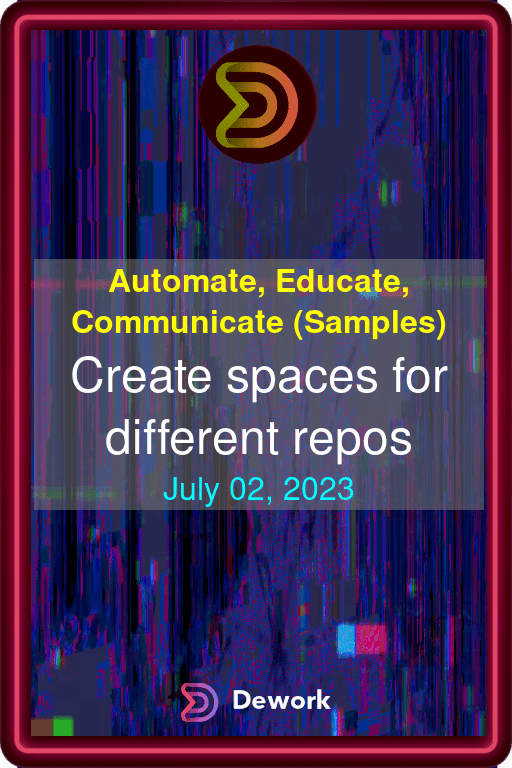 Automate, Educate,
Communicate (Samples)
Create spaces for
different repos
July 02, 2023
Dework